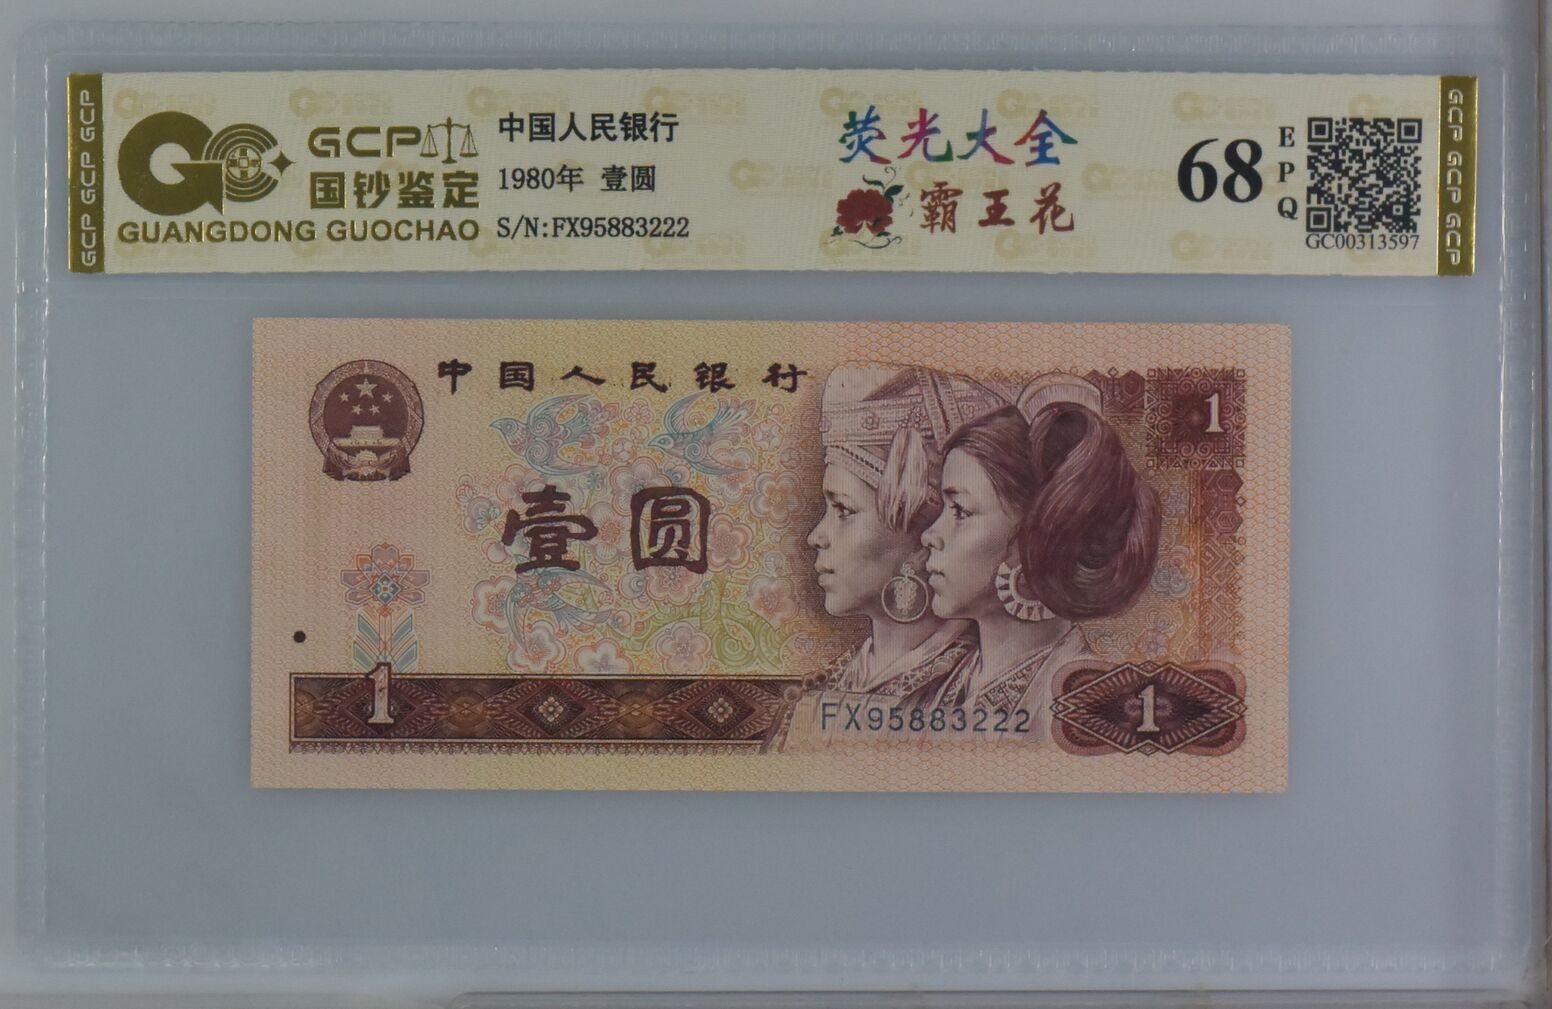 GCP GCP GCP
GCP
国钞鉴定
GUANGDONG GUOCHAO
中国人民银行
1980年 壹圆
S/N:FX95883222
荧光大全
霸王花
68
EPQ
GC00313597
GCP GCP GCP
中国人民银行
1
壹圆
1
FX95883222
1